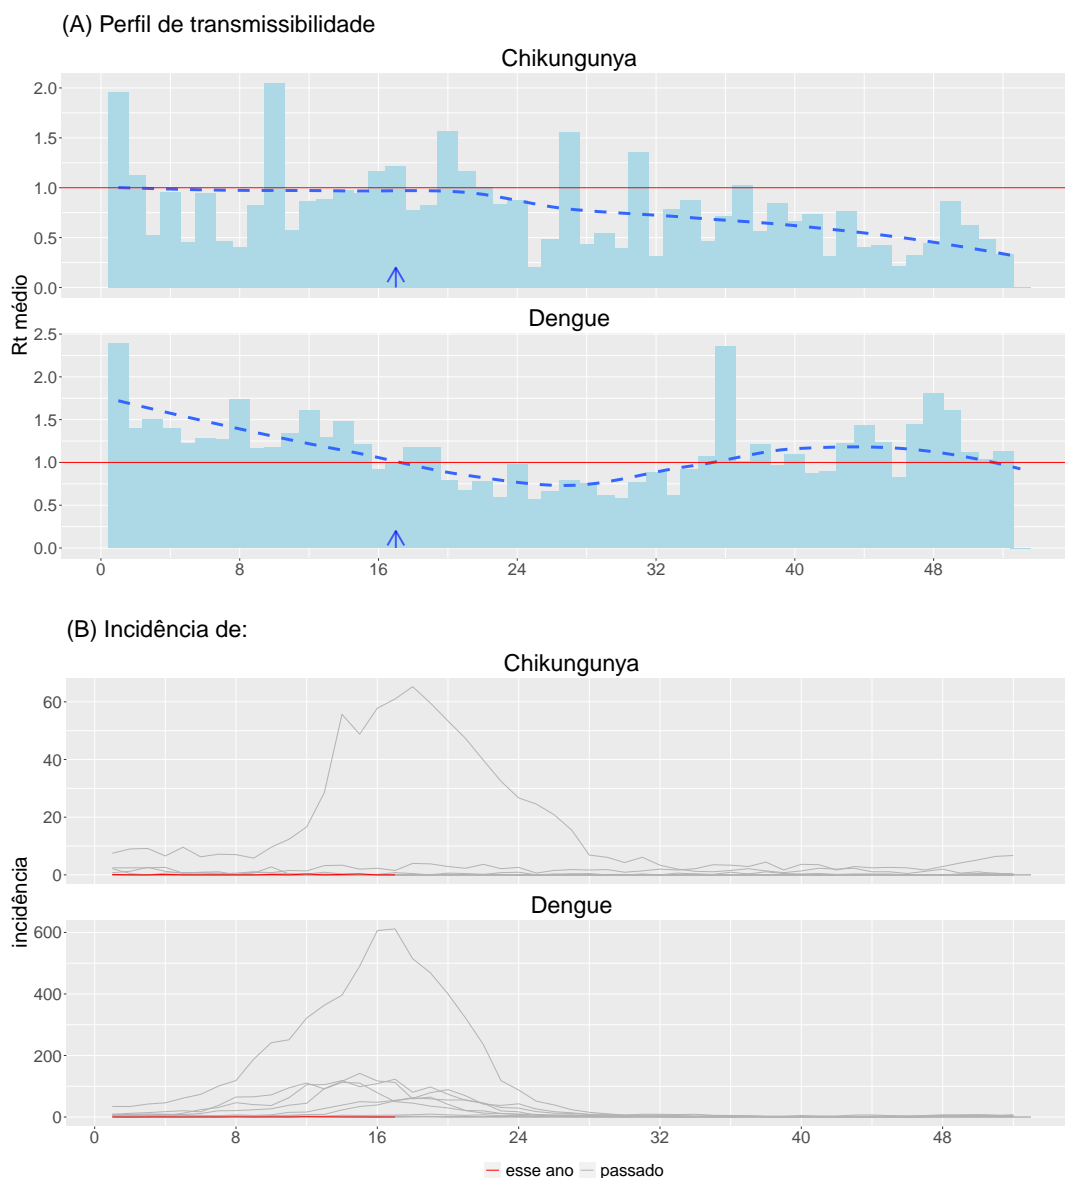 (A) Perfil de transmissibilidade
Chikungunya
2.0
1.5
1.0
0.5
0.0
Rt médio
Dengue
2.5
2.0
1.5
1.0
0.5
0.0
0 8 16 24 32 40 48
(B) Incidência de:
Chikungunya
60
40
20
0
incidência
Dengue
600
400
200
0
0 8 16 24 32 40 48
esse ano passado